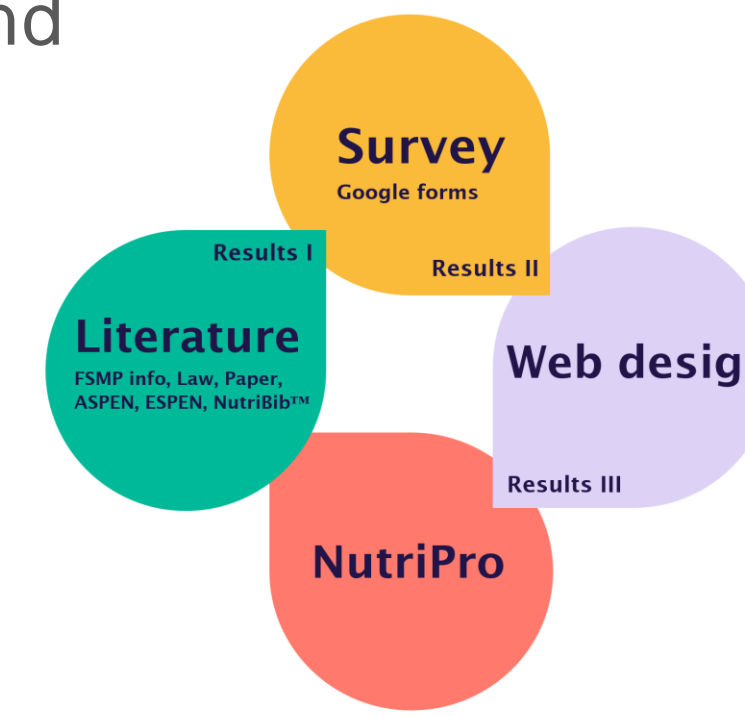 nd
Survey
Google forms
Results II
Results I
Literature
FSMP info, Law, Paper,
ASPEN, ESPEN, NutriBib™
Web desig
Results III
NutriPro